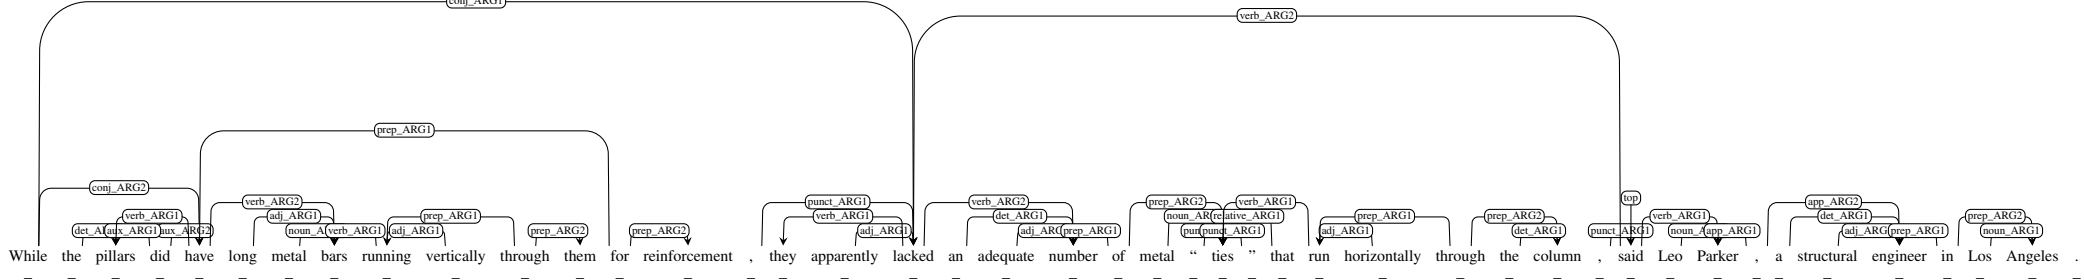 conj_ARG1
verb_ARG2
prep_ARG1
conj_ARG2
top
verb_ARG2 punct_ARG1 verb_ARG2 prep_ARG2 verb_ARG1 app_ARG2
verb_ARG1 adj_ARG1 prep_ARG1 verb_ARG1 det_ARG1 relative_ARG1 prep_ARG1 prep_ARG2 verb_ARG1 det_ARG1 prep_ARG2
aux_ARG1 aux_ARG2 verb_ARG1 adj_ARG1 prep_ARG2 prep_ARG2 adj_ARG1 prep_ARG1 punct_ARG1 adj_ARG1 det_ARG1 punct_ARG1 app_ARG1 prep_ARG1 noun_ARG1
While the pillars did have long metal bars running vertically through them for reinforcement , they apparently lacked an adequate number of metal “ ties ” that run horizontally through the column , said Leo Parker , a structural engineer in Los Angeles .